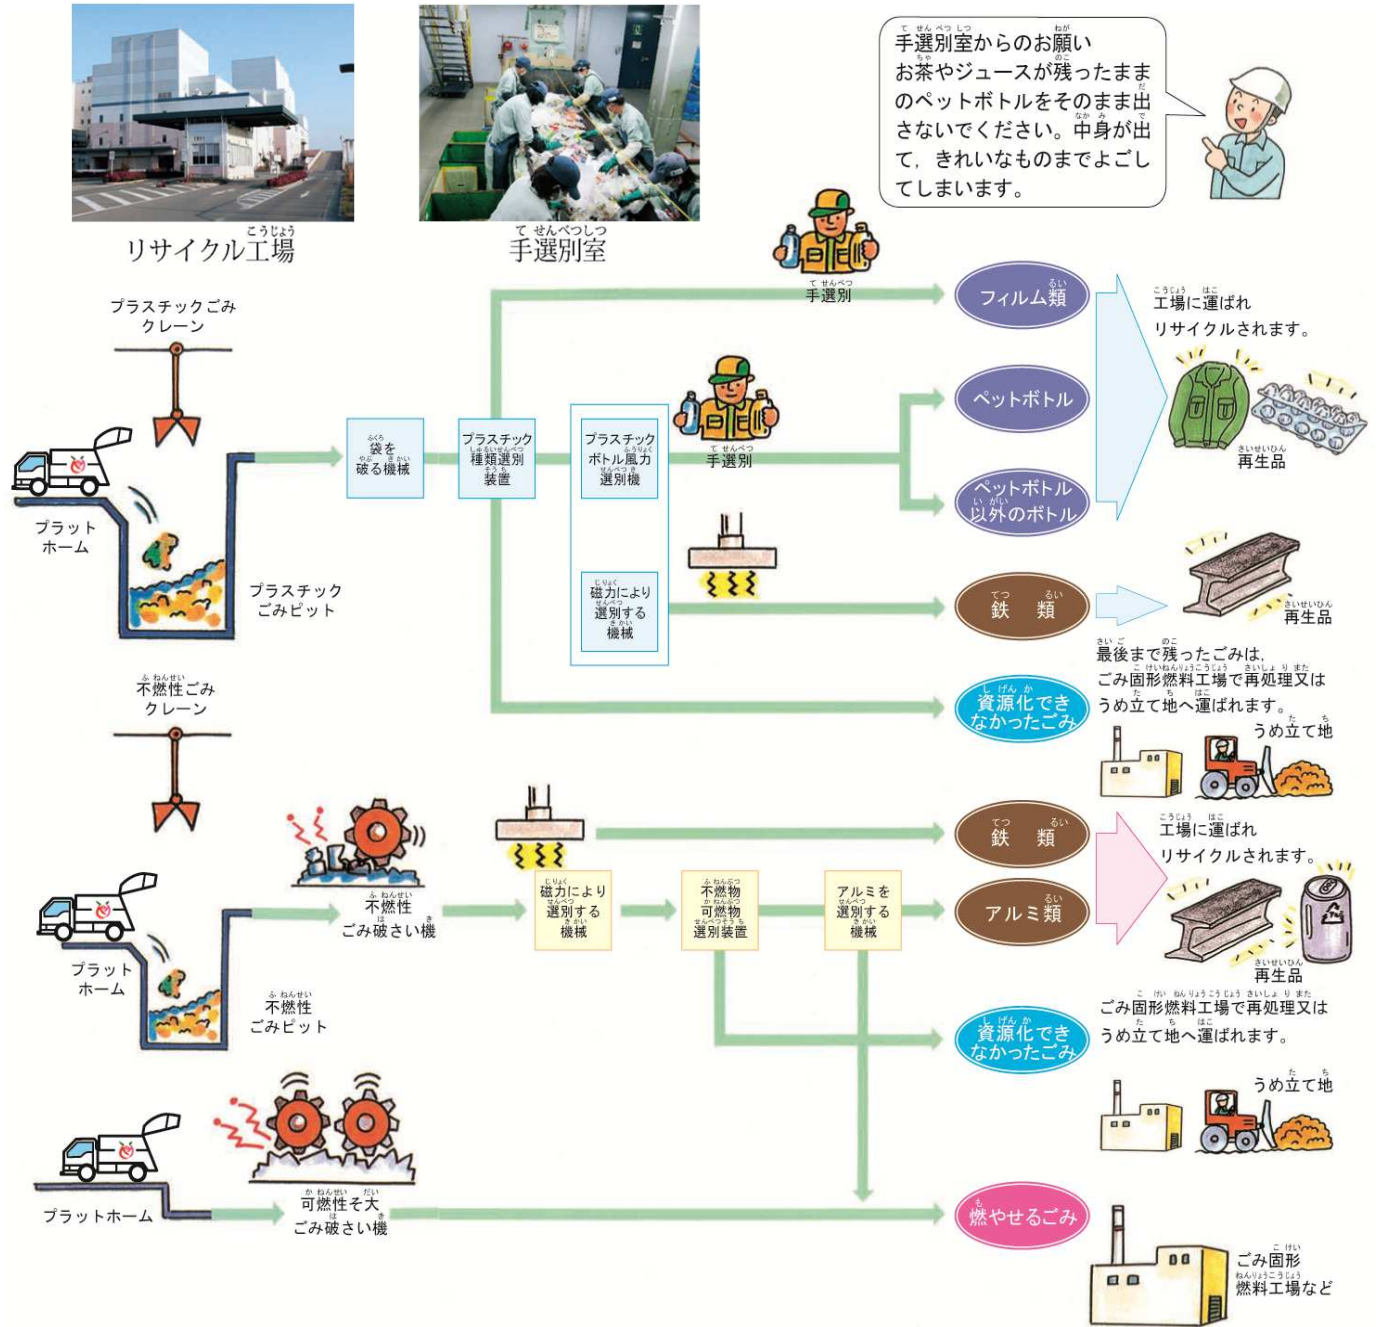 手選別室からのお願い
お茶やジュースが残ったまま
のペットボトルをそのまま出
さないでください。中身が出
て，きれいなものまでよごし
てしまいます。
リサイクル工場
手選別室
手選別
フィルム類
工場に運ばれ
リサイクルされます。
プラスチックごみ
クレーン
手選別
ペットボトル
再生品
袋を
破る機械
プラスチック
種類選別
装置
プラスチック
ボトル風力
選別機
ペットボトル
以外のボトル
プラット
ホーム
プラスチック
ごみピット
磁力により
選別する
機械
鉄類
再生品
最後まで残ったごみは，
ごみ固形燃料工場で再処理又は
うめ立て地へ運ばれます。
資源化でき
なかったごみ
うめ立て地
不燃性ごみ
クレーン
鉄類
工場に運ばれ
リサイクルされます。
不燃性
ごみ破さい機
磁力により
選別する
機械
不燃物
可燃物
選別装置
アルミを
選別する
機械
アルミ類
再生品
プラット
ホーム
不燃性
ごみピット
資源化でき
なかったごみ
ごみ固形燃料工場で再処理又は
うめ立て地へ運ばれます。
うめ立て地
プラットホーム
可燃性そ大
ごみ破さい機
燃やせるごみ
ごみ固形
燃料工場など